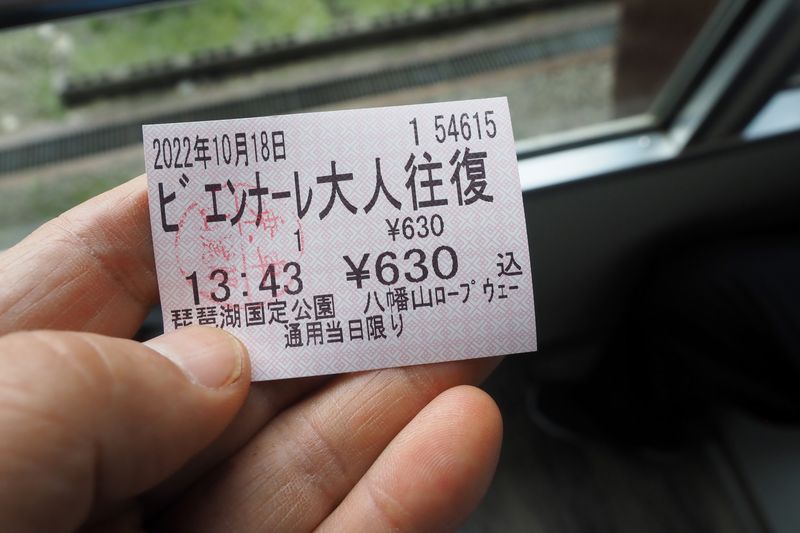 2022年10月18日 1 54615
ビエンナーレ大人往復
1 ¥630
13:43 ¥630 込
琵琶湖国定公園 八幡山ロープウェー
通用当日限り